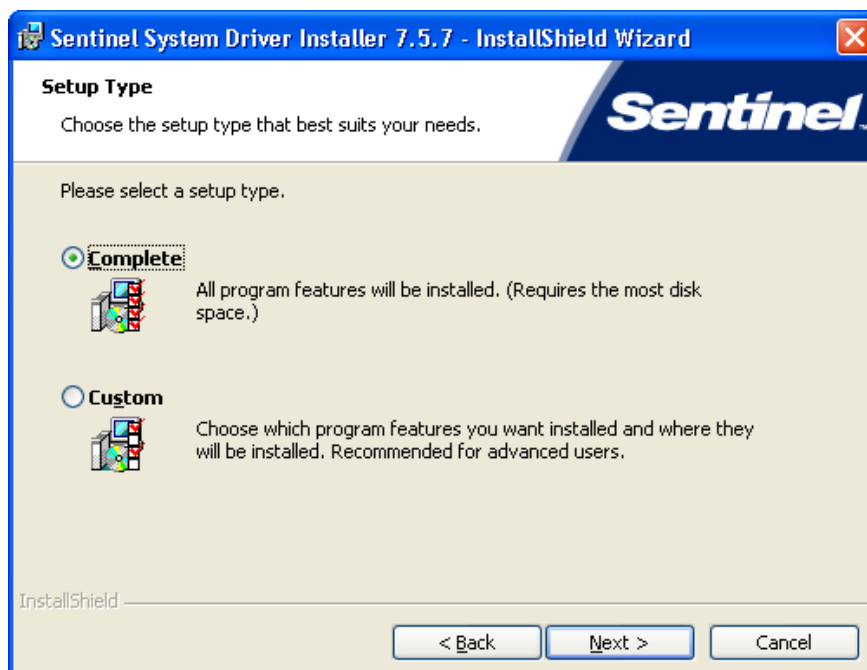 Sentinel System Driver Installer 7.5.7 - InstallShield Wizard
Setup Type
Choose the setup type that best suits your needs.
Sentinel
Please select a setup type.
Complete
All program features will be installed. (Requires the most disk
space.)
Custom
Choose which program features you want installed and where they
will be installed. Recommended for advanced users.
InstallShield
< Back
Next >
Cancel